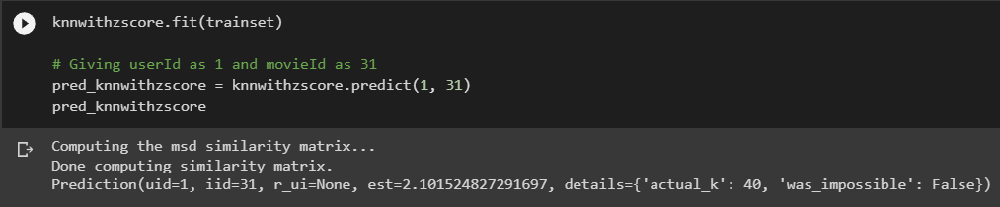 knnwithzscore.fit(trainset)
# Giving userId as 1 and movieId as 31
pred_knnwithzscore = knnwithzscore.predict(1, 31)
pred_knnwithzscore
Computing the msd similarity matrix...
Done computing similarity matrix.
Prediction(uid=1, iid=31, r_ui=None, est=2.101524827291697, details={'actual_k': 40, 'was_impossible': False})